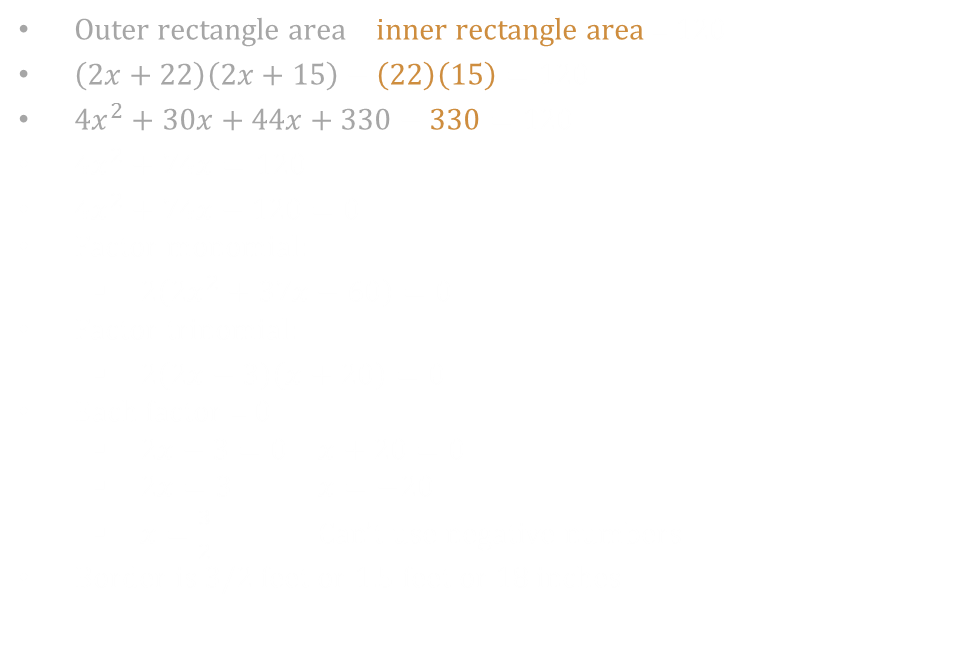 • Outer rectangle area inner rectangle area
• (2𝑥 + 22)(2𝑥 + 15) (22)(15)
• 4𝑥² + 30𝑥 + 44𝑥 + 330 330